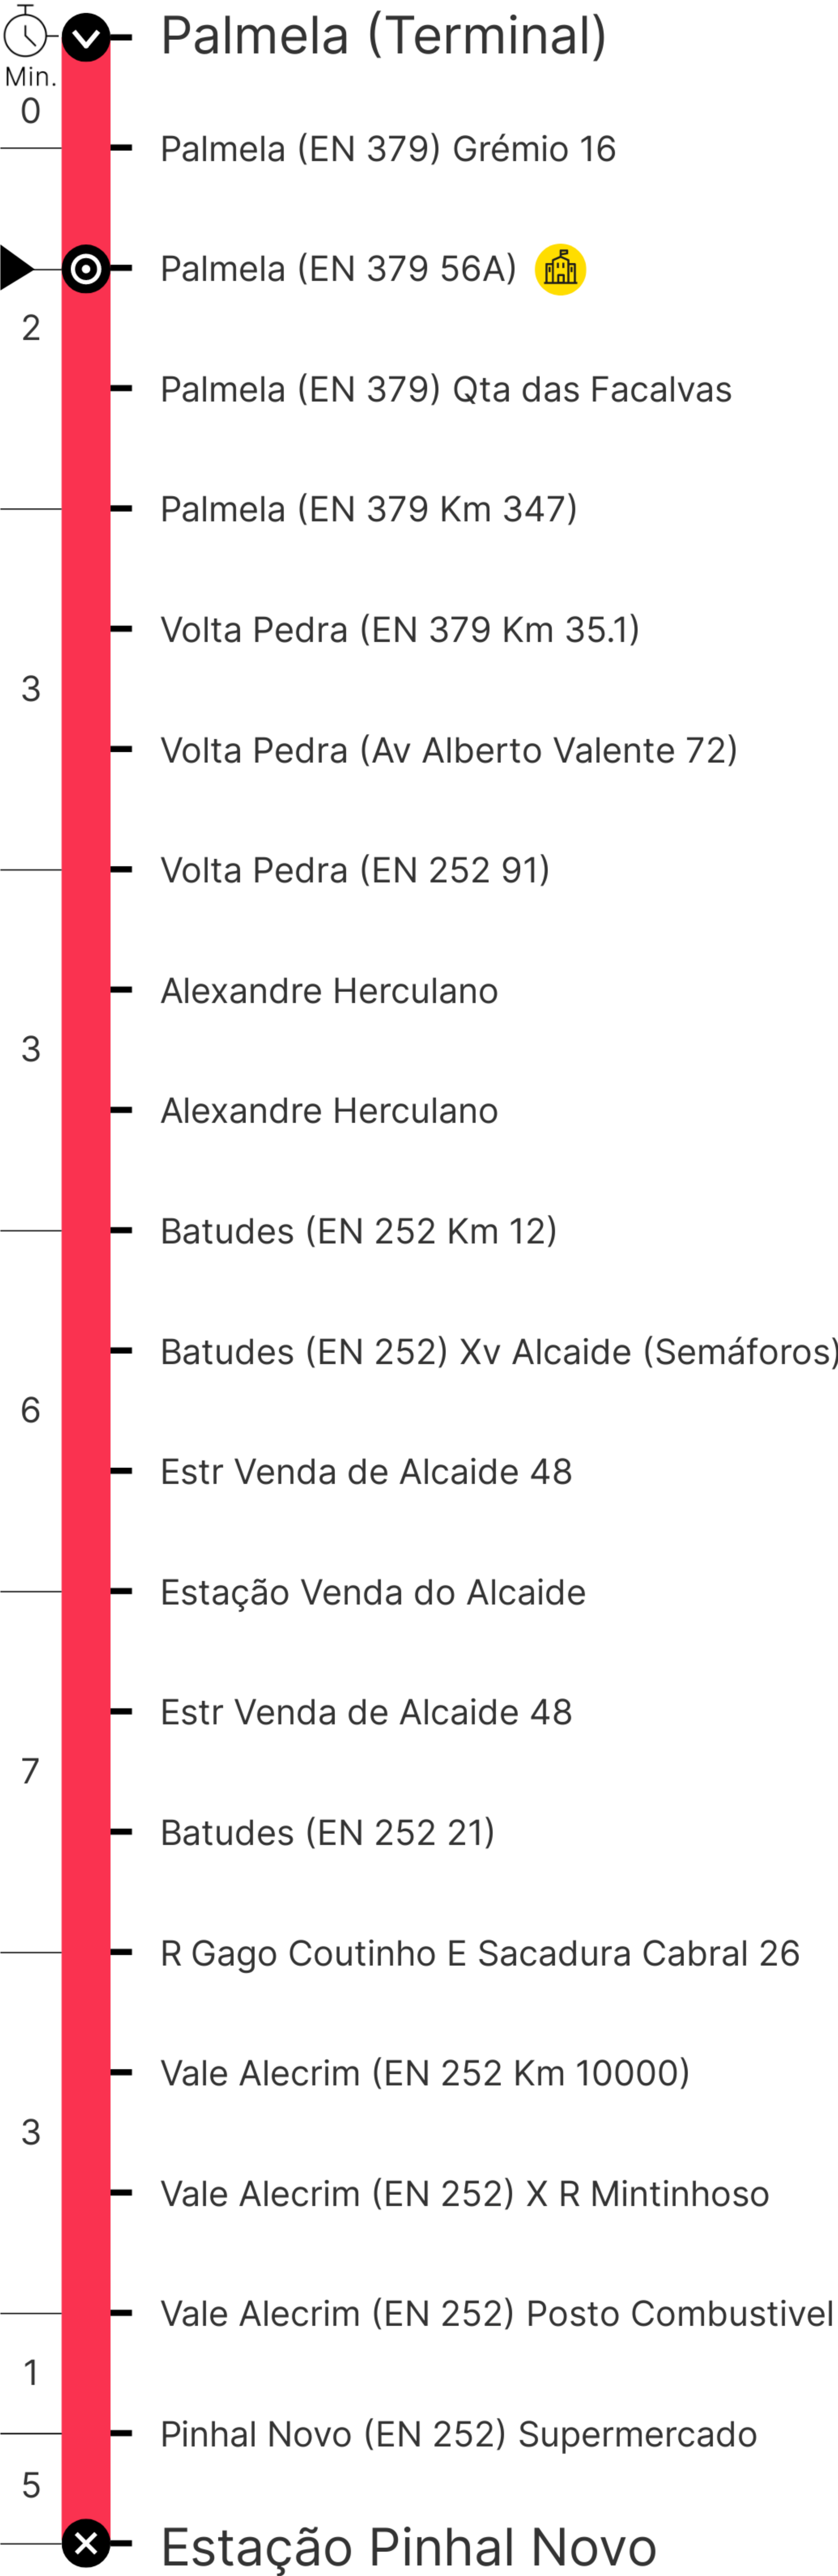 Palmela (Terminal)
Min.
0
Palmela (EN 379) Grémio 16
Palmela (EN 379 56A)
2
Palmela (EN 379) Qta das Facalvas
Palmela (EN 379 Km 347)
Volta Pedra (EN 379 Km 35.1)
3
Volta Pedra (Av Alberto Valente 72)
Volta Pedra (EN 252 91)
Alexandre Herculano
3
Alexandre Herculano
Batudes (EN 252 Km 12)
Batudes (EN 252) Xv Alcaide (Semáforos)
6
Estr Venda de Alcaide 48
Estação Venda do Alcaide
Estr Venda de Alcaide 48
7
Batudes (EN 252 21)
R Gago Coutinho E Sacadura Cabral 26
Vale Alecrim (EN 252 Km 10000)
3
Vale Alecrim (EN 252) X R Mintinhoso
Vale Alecrim (EN 252) Posto Combustivel
1
Pinhal Novo (EN 252) Supermercado
5
Estação Pinhal Novo